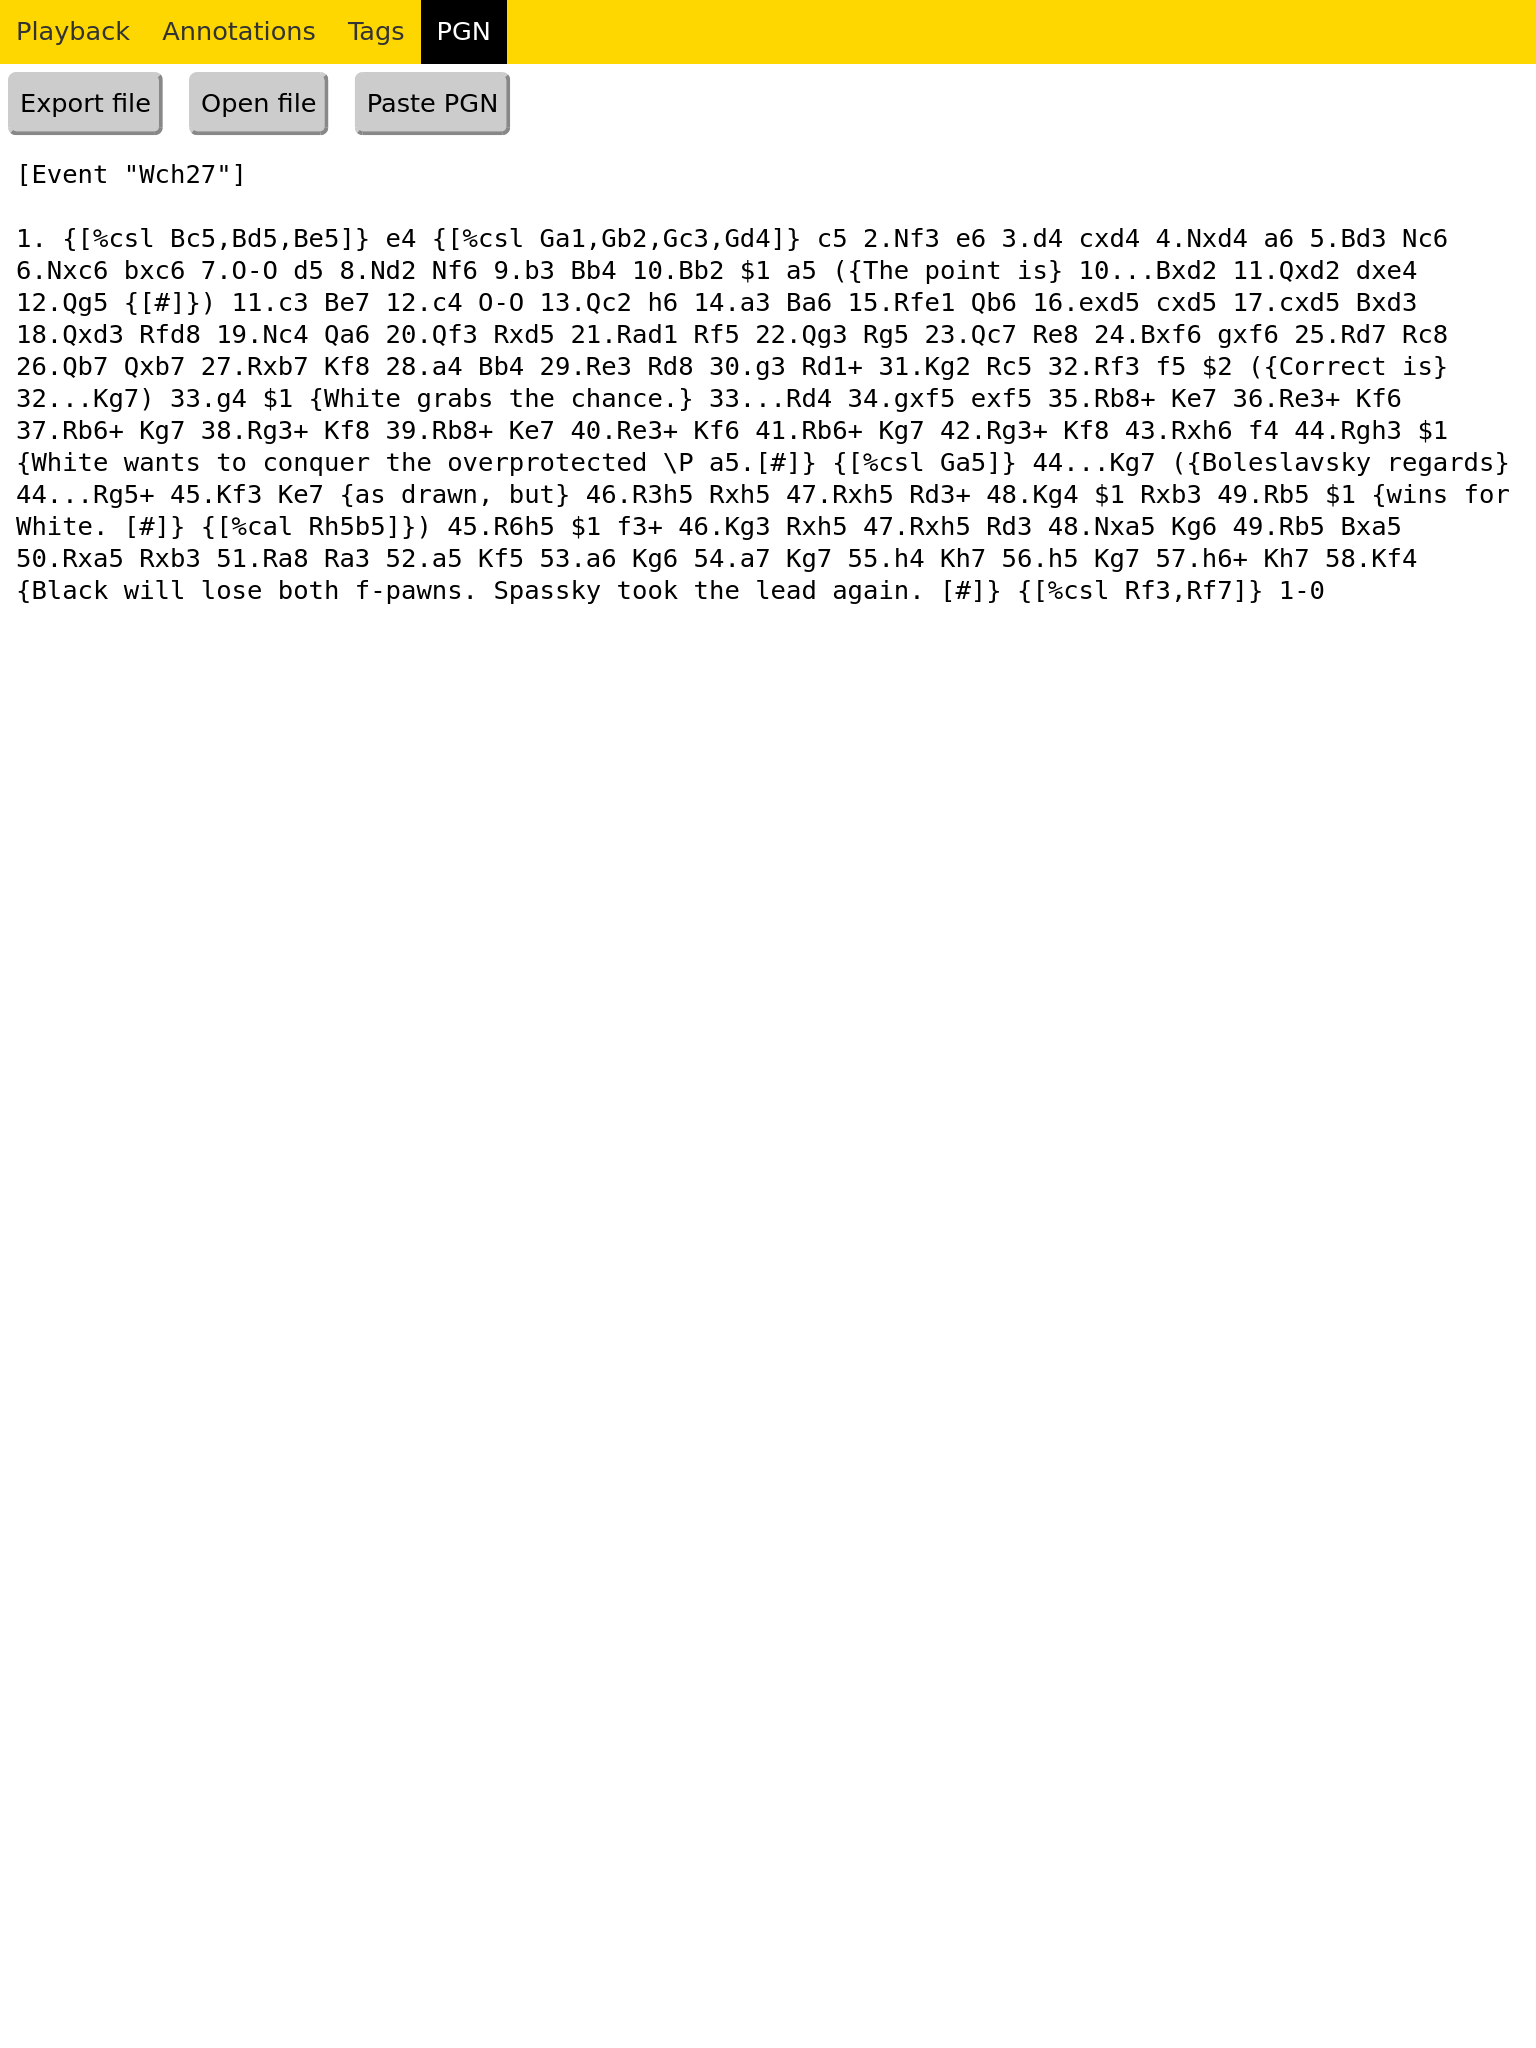 Playback Annotations Tags PGN
Export file Open file Paste PGN
[Event "Wch27"]
1. {[%csl Bc5,Bd5,Be5]} e4 {[%csl Ga1,Gb2,Gc3,Gd4]} c5 2.Nf3 e6 3.d4 cxd4 4.Nxd4 a6 5.Bd3 Nc6
6.Nxc6 bxc6 7.O-O d5 8.Nd2 Nf6 9.b3 Bb4 10.Bb2 $1 a5 ({The point is} 10...Bxd2 11.Qxd2 dxe4
12.Qg5 {[#]}) 11.c3 Be7 12.c4 O-O 13.Qc2 h6 14.a3 Ba6 15.Rfe1 Qb6 16.exd5 cxd5 17.cxd5 Bxd3
18.Qxd3 Rfd8 19.Nc4 Qa6 20.Qf3 Rxd5 21.Rad1 Rf5 22.Qg3 Rg5 23.Qc7 Re8 24.Bxf6 gxf6 25.Rd7 Rc8
26.Qb7 Qxb7 27.Rxb7 Kf8 28.a4 Bb4 29.Re3 Rd8 30.g3 Rd1+ 31.Kg2 Rc5 32.Rf3 f5 $2 ({Correct is}
32...Kg7) 33.g4 $1 {White grabs the chance.} 33...Rd4 34.gxf5 exf5 35.Rb8+ Ke7 36.Re3+ Kf6
37.Rb6+ Kg7 38.Rg3+ Kf8 39.Rb8+ Ke7 40.Re3+ Kf6 41.Rb6+ Kg7 42.Rg3+ Kf8 43.Rxh6 f4 44.Rgh3 $1
{White wants to conquer the overprotected \P a5.[#]} {[%csl Ga5]} 44...Kg7 ({Boleslavsky regards}
44...Rg5+ 45.Kf3 Ke7 {as drawn, but} 46.R3h5 Rxh5 47.Rxh5 Rd3+ 48.Kg4 $1 Rxb3 49.Rb5 $1 {wins for
White. [#]} {[%cal Rh5b5]}) 45.R6h5 $1 f3+ 46.Kg3 Rxh5 47.Rxh5 Rd3 48.Nxa5 Kg6 49.Rb5 Bxa5
50.Rxa5 Rxb3 51.Ra8 Ra3 52.a5 Kf5 53.a6 Kg6 54.a7 Kg7 55.h4 Kh7 56.h5 Kg7 57.h6+ Kh7 58.Kf4
{Black will lose both f-pawns. Spassky took the lead again. [#]} {[%csl Rf3,Rf7]} 1-0